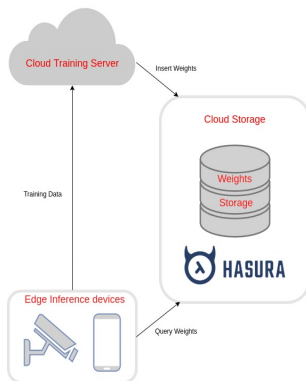 Cloud Training Server
Insert Weights
Cloud Storage
Weights
Storage
Training Data
HASURA
Edge Inference devices
Query Weights